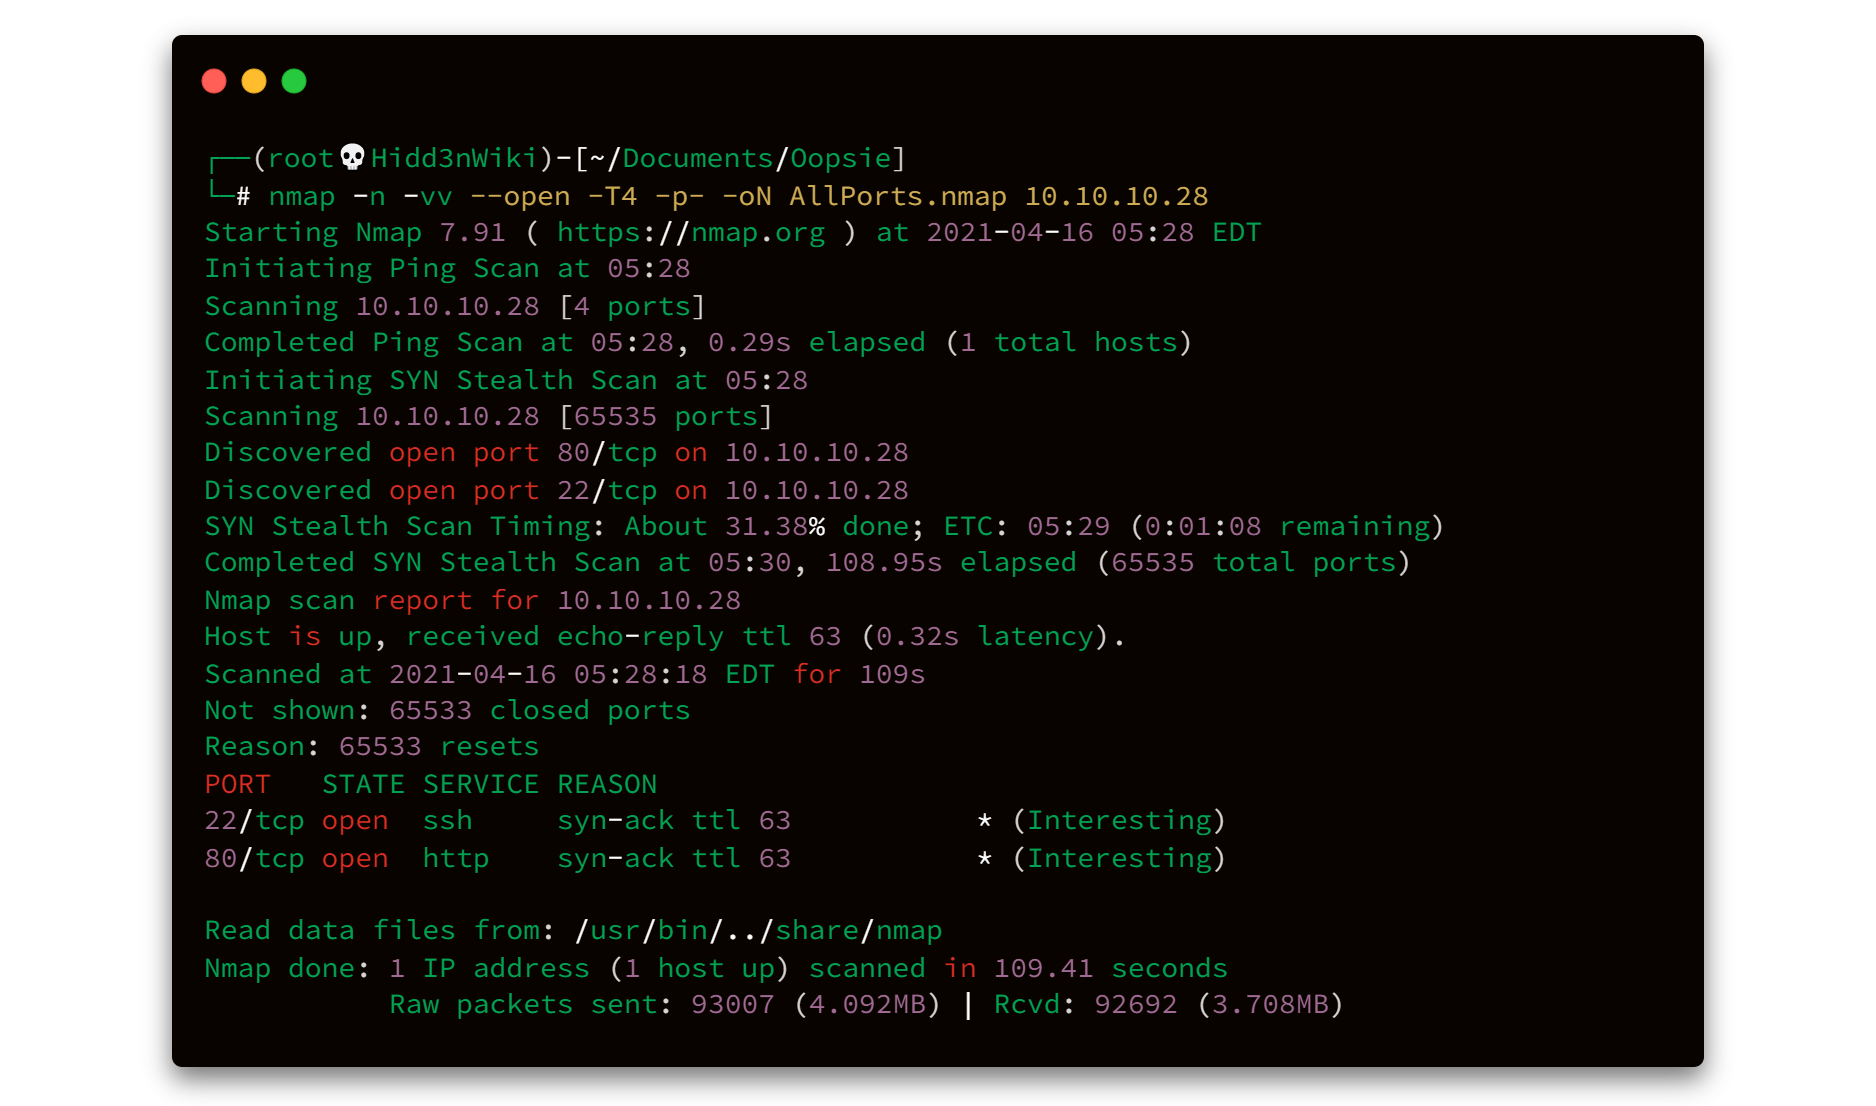 ┌──(root💀Hidd3nWiki)-[~/Documents/Oopsie]
└─# nmap -n -vv --open -T4 -p- -oN AllPorts.nmap 10.10.10.28
Starting Nmap 7.91 ( https://nmap.org ) at 2021-04-16 05:28 EDT
Initiating Ping Scan at 05:28
Scanning 10.10.10.28 [4 ports]
Completed Ping Scan at 05:28, 0.29s elapsed (1 total hosts)
Initiating SYN Stealth Scan at 05:28
Scanning 10.10.10.28 [65535 ports]
Discovered open port 80/tcp on 10.10.10.28
Discovered open port 22/tcp on 10.10.10.28
SYN Stealth Scan Timing: About 31.38% done; ETC: 05:29 (0:01:08 remaining)
Completed SYN Stealth Scan at 05:30, 108.95s elapsed (65535 total ports)
Nmap scan report for 10.10.10.28
Host is up, received echo-reply ttl 63 (0.32s latency).
Scanned at 2021-04-16 05:28:18 EDT for 109s
Not shown: 65533 closed ports
Reason: 65533 resets
PORT   STATE SERVICE REASON
22/tcp open  ssh     syn-ack ttl 63           * (Interesting)
80/tcp open  http    syn-ack ttl 63           * (Interesting)
Read data files from: /usr/bin/../share/nmap
Nmap done: 1 IP address (1 host up) scanned in 109.41 seconds
           Raw packets sent: 93007 (4.092MB) | Rcvd: 92692 (3.708MB)